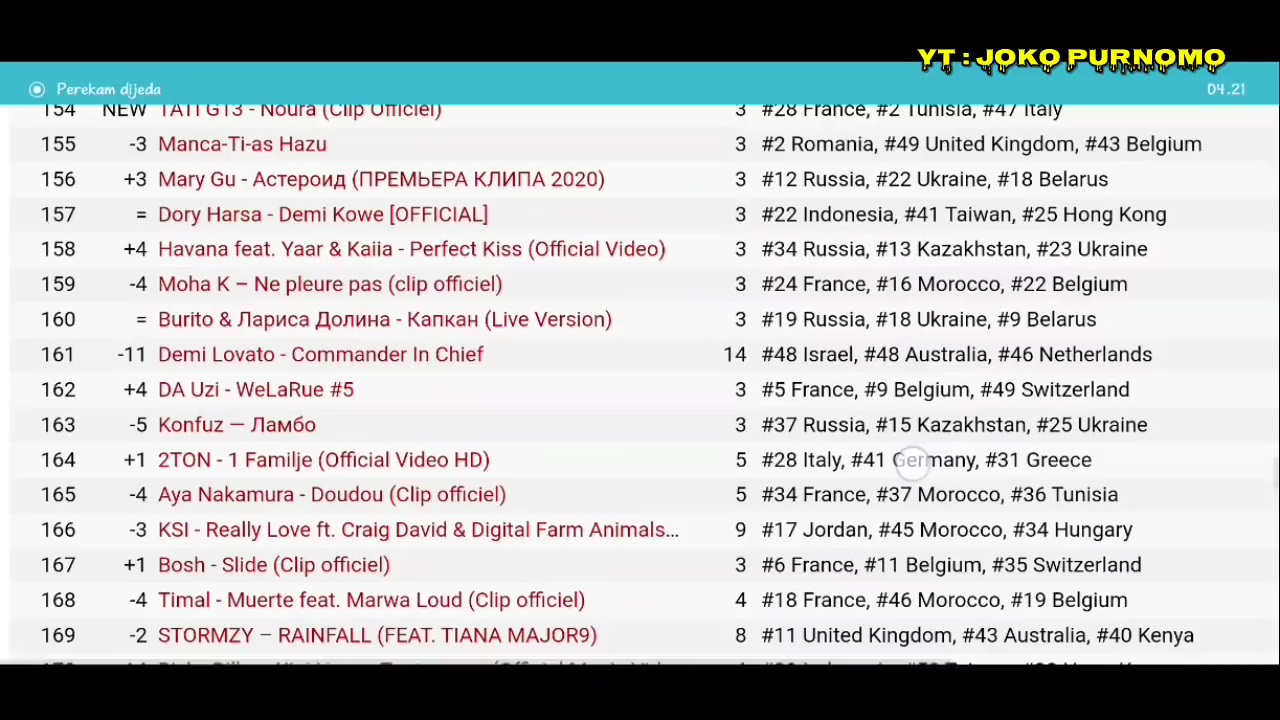 YT : JOKO PURNOMO
Perekam dijeda 04.21
154 NEW TATI G13 - Noura (Clip Officiel) 3 #28 France, #2 Tunisia, #47 Italy
155 -3 Manca-Ti-as Hazu 3 #2 Romania, #49 United Kingdom, #43 Belgium
156 +3 Mary Gu - Астероид (ПРЕМЬЕРА КЛИПА 2020) 3 #12 Russia, #22 Ukraine, #18 Belarus
157 = Dory Harsa - Demi Kowe [OFFICIAL] 3 #22 Indonesia, #41 Taiwan, #25 Hong Kong
158 +4 Havana feat. Yaar & Kaiia - Perfect Kiss (Official Video) 3 #34 Russia, #13 Kazakhstan, #23 Ukraine
159 -4 Moha K – Ne pleure pas (clip officiel) 3 #24 France, #16 Morocco, #22 Belgium
160 = Burito & Лариса Долина - Капкан (Live Version) 3 #19 Russia, #18 Ukraine, #9 Belarus
161 -11 Demi Lovato - Commander In Chief 14 #48 Israel, #48 Australia, #46 Netherlands
162 +4 DA Uzi - WeLaRue #5 3 #5 France, #9 Belgium, #49 Switzerland
163 -5 Konfuz — Ламбо 3 #37 Russia, #15 Kazakhstan, #25 Ukraine
164 +1 2TON - 1 Familje (Official Video HD) 5 #28 Italy, #41 Germany, #31 Greece
165 -4 Aya Nakamura - Doudou (Clip officiel) 5 #34 France, #37 Morocco, #36 Tunisia
166 -3 KSI - Really Love ft. Craig David & Digital Farm Animals... 9 #17 Jordan, #45 Morocco, #34 Hungary
167 +1 Bosh - Slide (Clip officiel) 3 #6 France, #11 Belgium, #35 Switzerland
168 -4 Timal - Muerte feat. Marwa Loud (Clip officiel) 4 #18 France, #46 Morocco, #19 Belgium
169 -2 STORMZY – RAINFALL (FEAT. TIANA MAJOR9) 8 #11 United Kingdom, #43 Australia, #40 Kenya